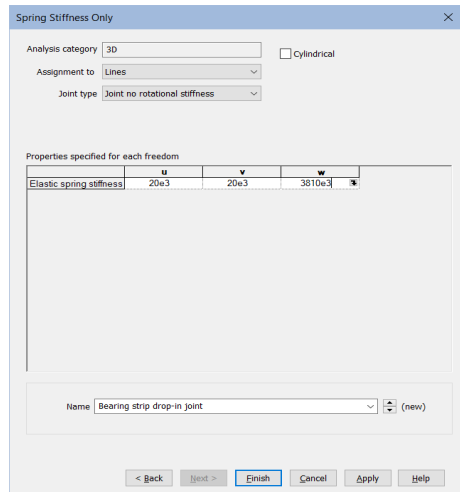 Spring Stiffness Only
Analysis category 3D
Cylindrical
Assignment to Lines
Joint type Joint no rotational stiffness
Properties specified for each freedom
u v w
Elastic spring stiffness 20e3 20e3 3810e3
Name Bearing strip drop-in joint (new)
< Back Next > Finish Cancel Apply Help